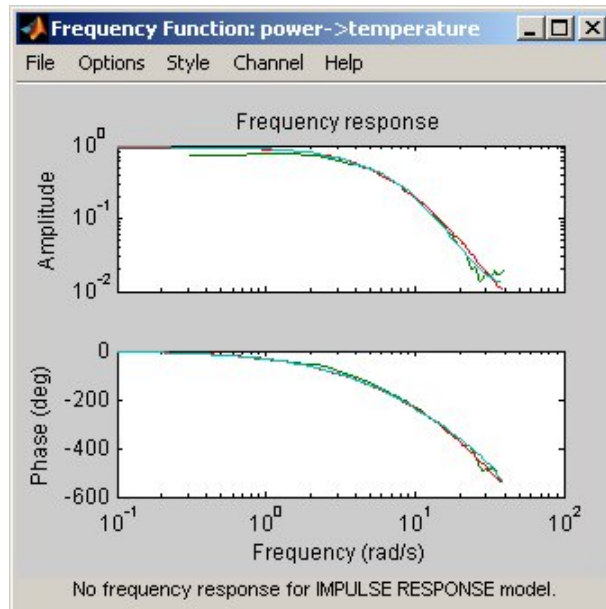 Frequency Function: power->temperature
File Options Style Channel Help
Frequency response
Amplitude
10^0
10^-1
10^-2
Phase (deg)
0
-200
-400
-600
10^-1 10^0 10^1 10^2
Frequency (rad/s)
No frequency response for IMPULSE RESPONSE model.